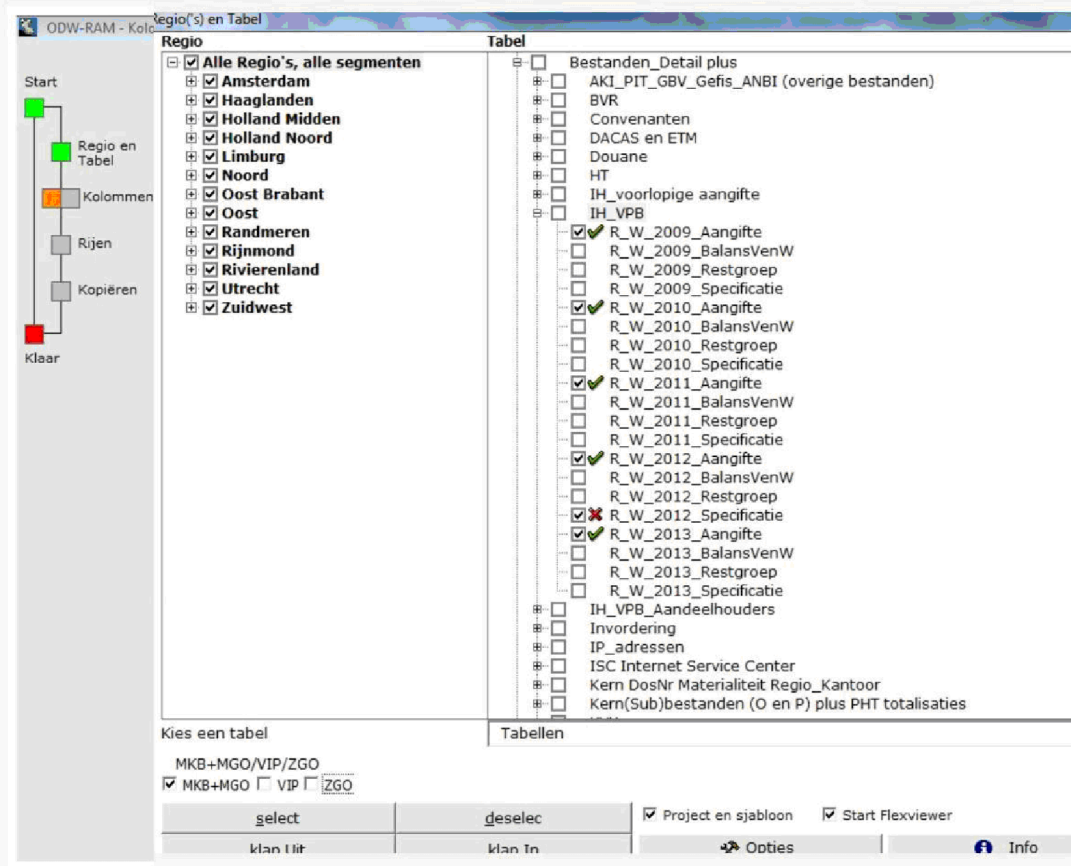 ODW-RAM - Kolo
Regio('s) en Tabel
Start
Regio en
Tabel
Kolommen
Rijen
Kopiëren
Klaar
Regio
Alle Regio's, alle segmenten
Amsterdam
Haaglanden
Holland Midden
Holland Noord
Limburg
Noord
Oost Brabant
Oost
Randmeren
Rijnmond
Rivierenland
Utrecht
Zuidwest
Tabel
Bestanden_Detail plus
AKI_PIT_GBV_Gefis_ANBI (overige bestanden)
BVR
Convenanten
DACAS en ETM
Douane
HT
IH_voorlopige aangifte
IH_VPB
R_W_2009_Aangifte
R_W_2009_BalansVenW
R_W_2009_Restgroep
R_W_2009_Specificatie
R_W_2010_Aangifte
R_W_2010_BalansVenW
R_W_2010_Restgroep
R_W_2010_Specificatie
R_W_2011_Aangifte
R_W_2011_BalansVenW
R_W_2011_Restgroep
R_W_2011_Specificatie
R_W_2012_Aangifte
R_W_2012_BalansVenW
R_W_2012_Restgroep
R_W_2012_Specificatie
R_W_2013_Aangifte
R_W_2013_BalansVenW
R_W_2013_Restgroep
R_W_2013_Specificatie
IH_VPB_Aandeelhouders
Invordering
IP_adressen
ISC Internet Service Center
Kern DosNr Materialiteit Regio_Kantoor
Kern(Sub)bestanden (O en P) plus PHT totalisaties
Kies een tabel
Tabellen
MKB+MGO/VIP/ZGO
MKB+MGO VIP ZGO
select
deselec
Project en sjabloon
Start Flexviewer
klap Uit
klap In
Opties
Info